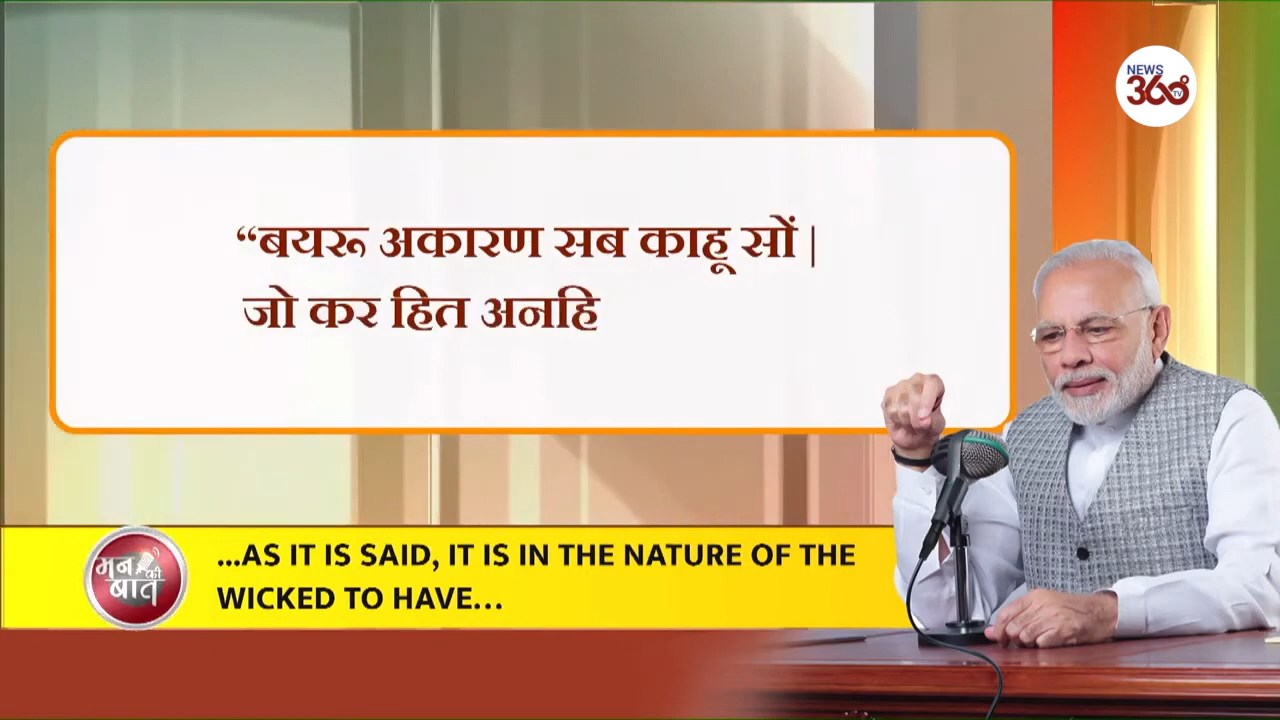 NEWS
360
TV
“बयरू अकारण सब काहू सों |
जो कर हित अनहि
मन की
बात
...AS IT IS SAID, IT IS IN THE NATURE OF THE
WICKED TO HAVE...